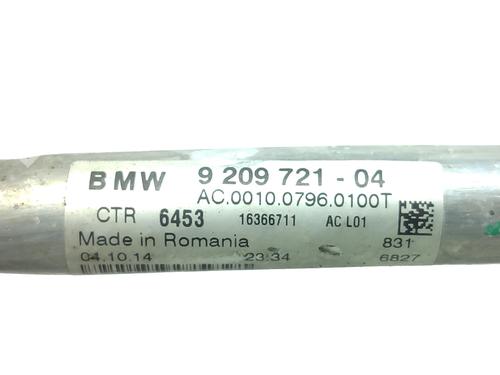 BMW 9 209 721 - 04
AC.0010.0796.0100T
CTR 6453 16366711 AC L01
Made in Romania 831
04.10.14 23:34 6827